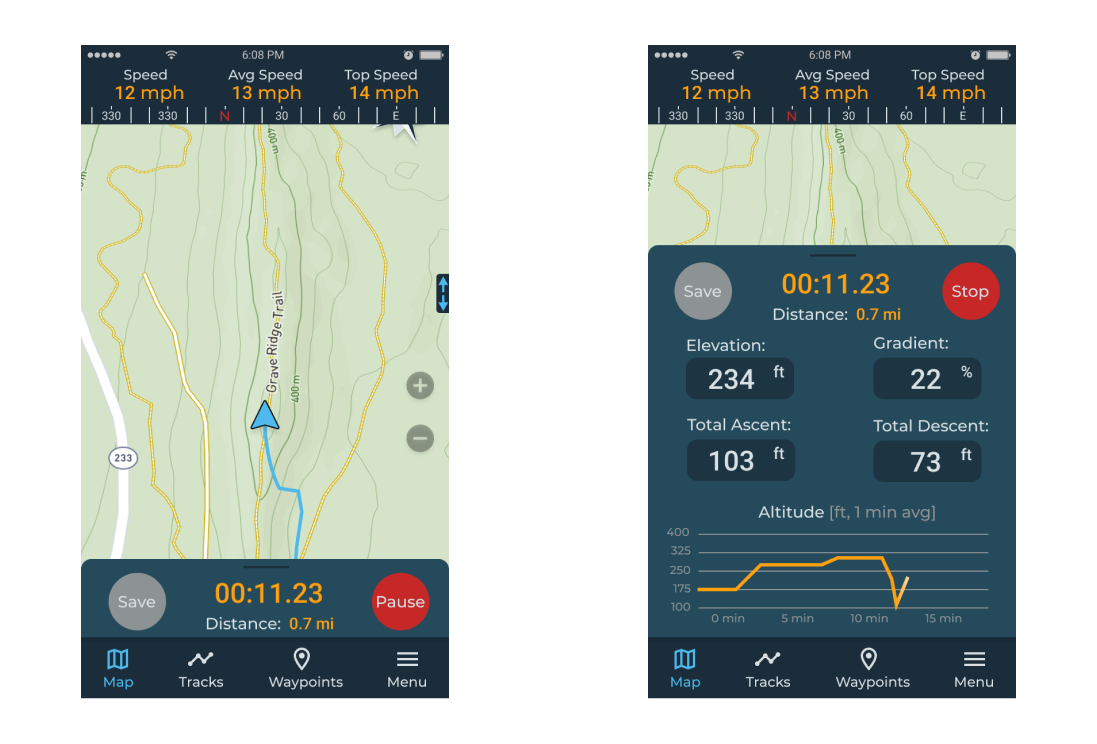 6:08 PM
Speed Avg Speed Top Speed
12 mph 13 mph 14 mph
330 330 N 30 60 E
400 m
Grave Ridge Trail
400 m
233
Save 00:11.23 Pause
Distance: 0.7 mi
Map Tracks Waypoints Menu
6:08 PM
Speed Avg Speed Top Speed
12 mph 13 mph 14 mph
330 330 N 30 60 E
400 m
Save 00:11.23 Stop
Distance: 0.7 mi
Elevation: Gradient:
234 ft 22 %
Total Ascent: Total Descent:
103 ft 73 ft
Altitude [ft, 1 min avg]
400
325
250
175
100
0 min 5 min 10 min 15 min
Map Tracks Waypoints Menu